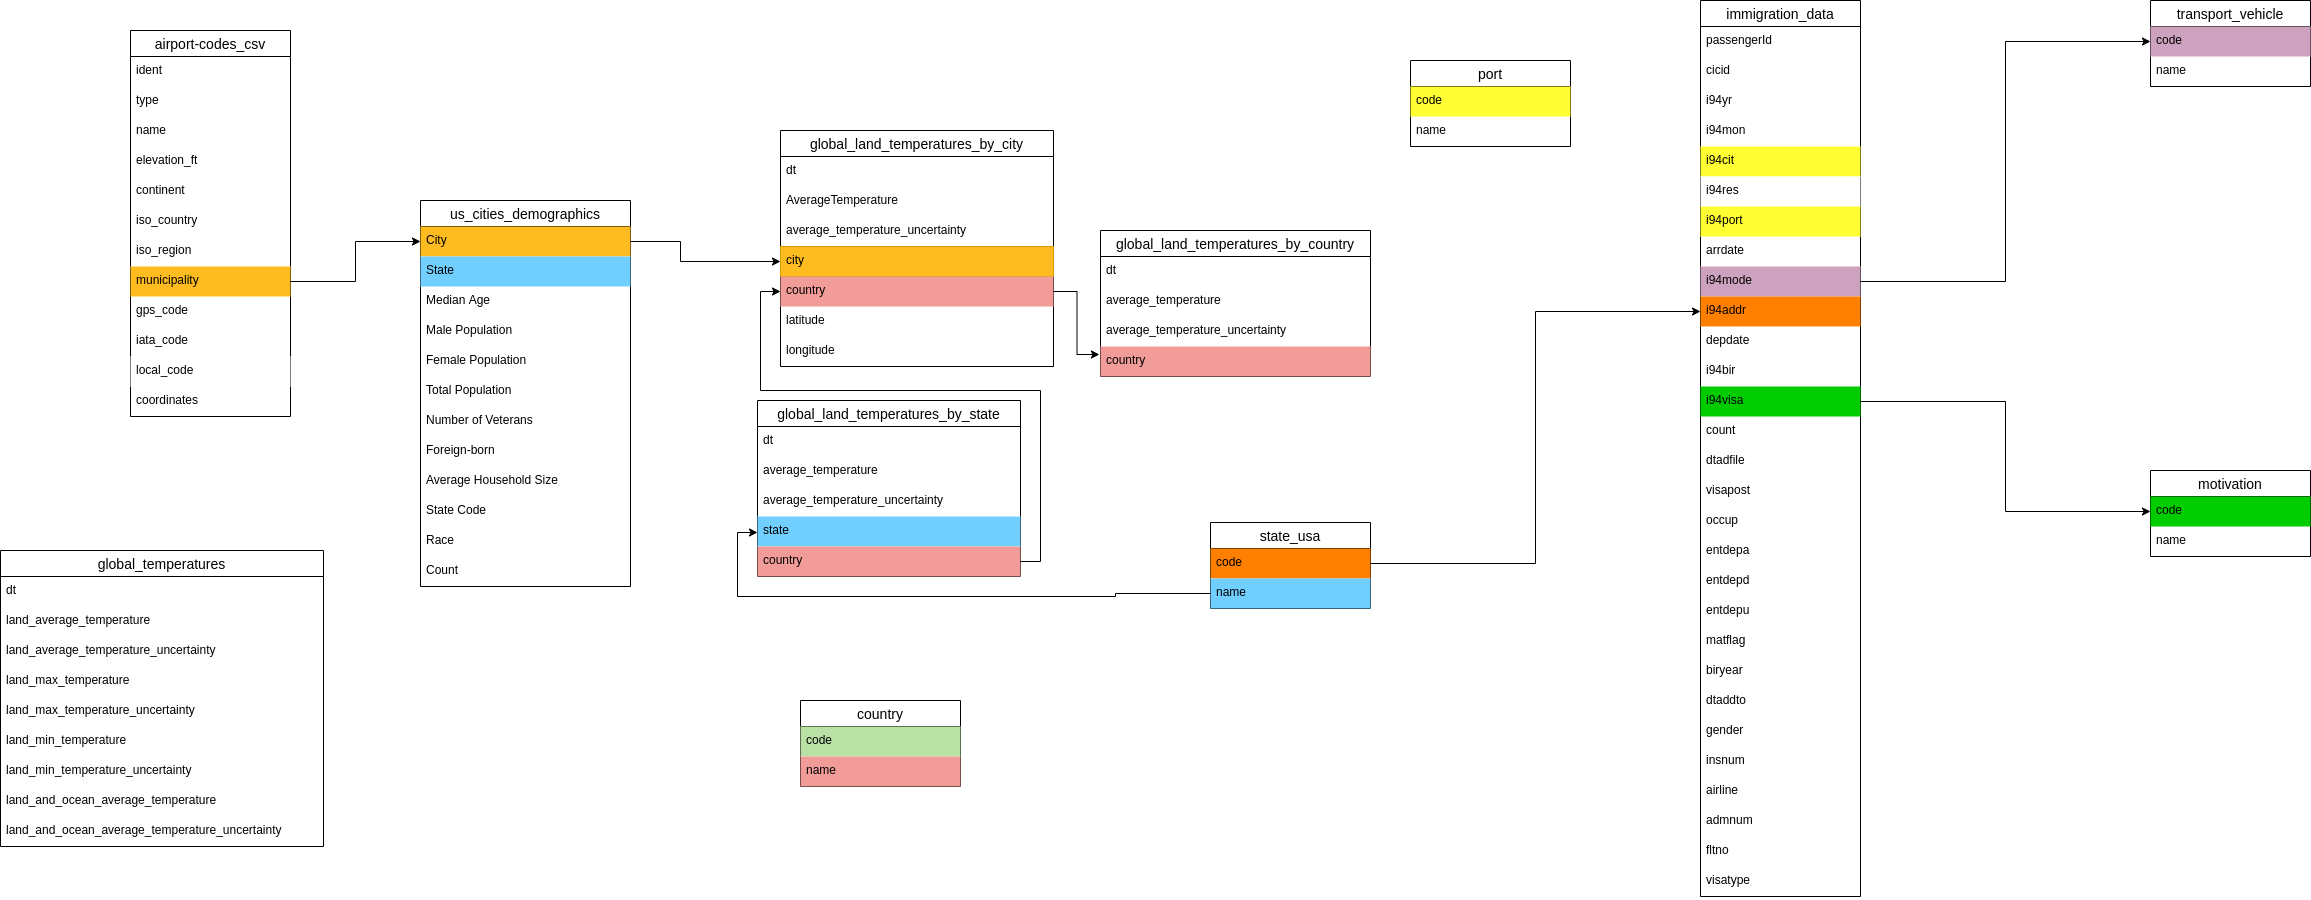 airport-codes_csv
ident
type
name
elevation_ft
continent
iso_country
iso_region
municipality
gps_code
iata_code
local_code
coordinates
global_temperatures
dt
land_average_temperature
land_average_temperature_uncertainty
land_max_temperature
land_max_temperature_uncertainty
land_min_temperature
land_min_temperature_uncertainty
land_and_ocean_average_temperature
land_and_ocean_average_temperature_uncertainty
us_cities_demographics
City
State
Median Age
Male Population
Female Population
Total Population
Number of Veterans
Foreign-born
Average Household Size
State Code
Race
Count
global_land_temperatures_by_city
dt
AverageTemperature
average_temperature_uncertainty
city
country
latitude
longitude
global_land_temperatures_by_state
dt
average_temperature
average_temperature_uncertainty
state
country
country
code
name
global_land_temperatures_by_country
dt
average_temperature
average_temperature_uncertainty
country
state_usa
code
name
port
code
name
immigration_data
passengerId
cicid
i94yr
i94mon
i94cit
i94res
i94port
arrdate
i94mode
i94addr
depdate
i94bir
i94visa
count
dtadfile
visapost
occup
entdepa
entdepd
entdepu
matflag
biryear
dtaddto
gender
insnum
airline
admnum
fltno
visatype
transport_vehicle
code
name
motivation
code
name